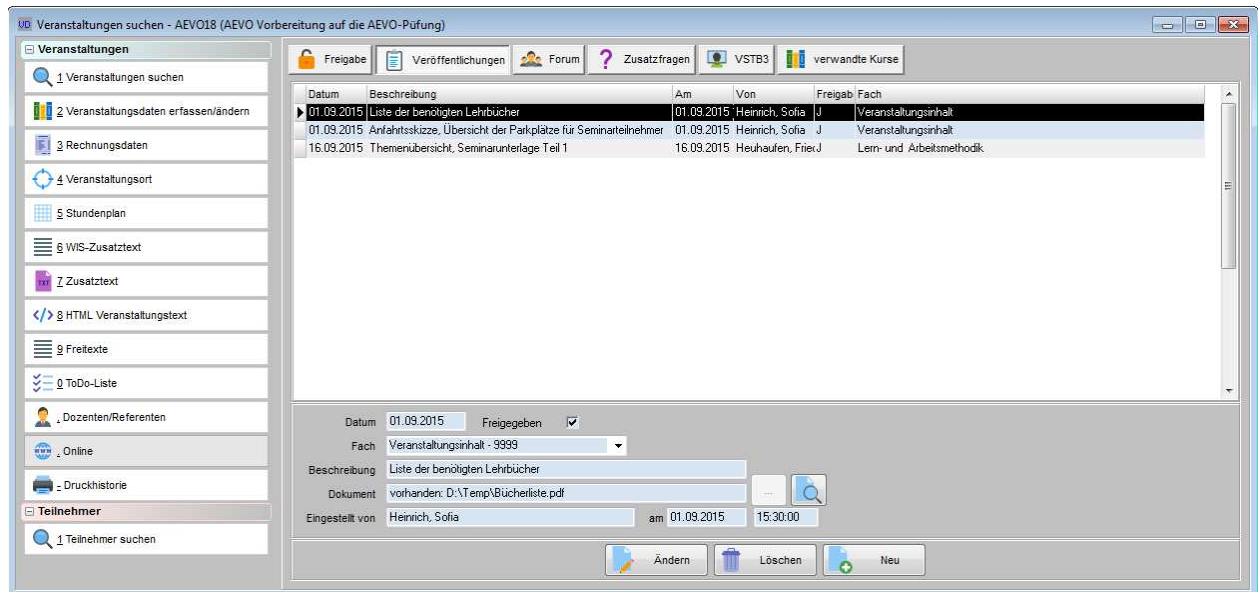 VD Veranstaltungen suchen - AEVO18 (AEVO Vorbereitung auf die AEVO-Püfung)
Veranstaltungen
1 Veranstaltungen suchen
2 Veranstaltungsdaten erfassen/ändern
3 Rechnungsdaten
4 Veranstaltungsort
5 Stundenplan
6 WIS-Zusatztext
TXT 7 Zusatztext
</> 8 HTML Veranstaltungstext
9 Freitexte
0 ToDo-Liste
, Dozenten/Referenten
WWW . Online
- Druckhistorie
Teilnehmer
1 Teilnehmer suchen
Freigabe Veröffentlichungen Forum ? Zusatzfragen VSTB3 verwandte Kurse
Datum Beschreibung Am Von Freigab Fach
01.09.2015 Liste der benötigten Lehrbücher 01.09.2015 Heinrich, Sofia J Veranstaltungsinhalt
01.09.2015 Anfahrtsskizze, Übersicht der Parkplätze für Seminarteilnehmer 01.09.2015 Heinrich, Sofia J Veranstaltungsinhalt
16.09.2015 Themenübersicht, Seminarunterlage Teil 1 16.09.2015 Heuhaufen, Fried J Lern- und Arbeitsmethodik
Datum 01.09.2015 Freigegeben
Fach Veranstaltungsinhalt - 9999
Beschreibung Liste der benötigten Lehrbücher
Dokument vorhanden: D:\Temp\Bücherliste.pdf ...
Eingestellt von Heinrich, Sofia am 01.09.2015 15:30:00
Ändern Löschen Neu